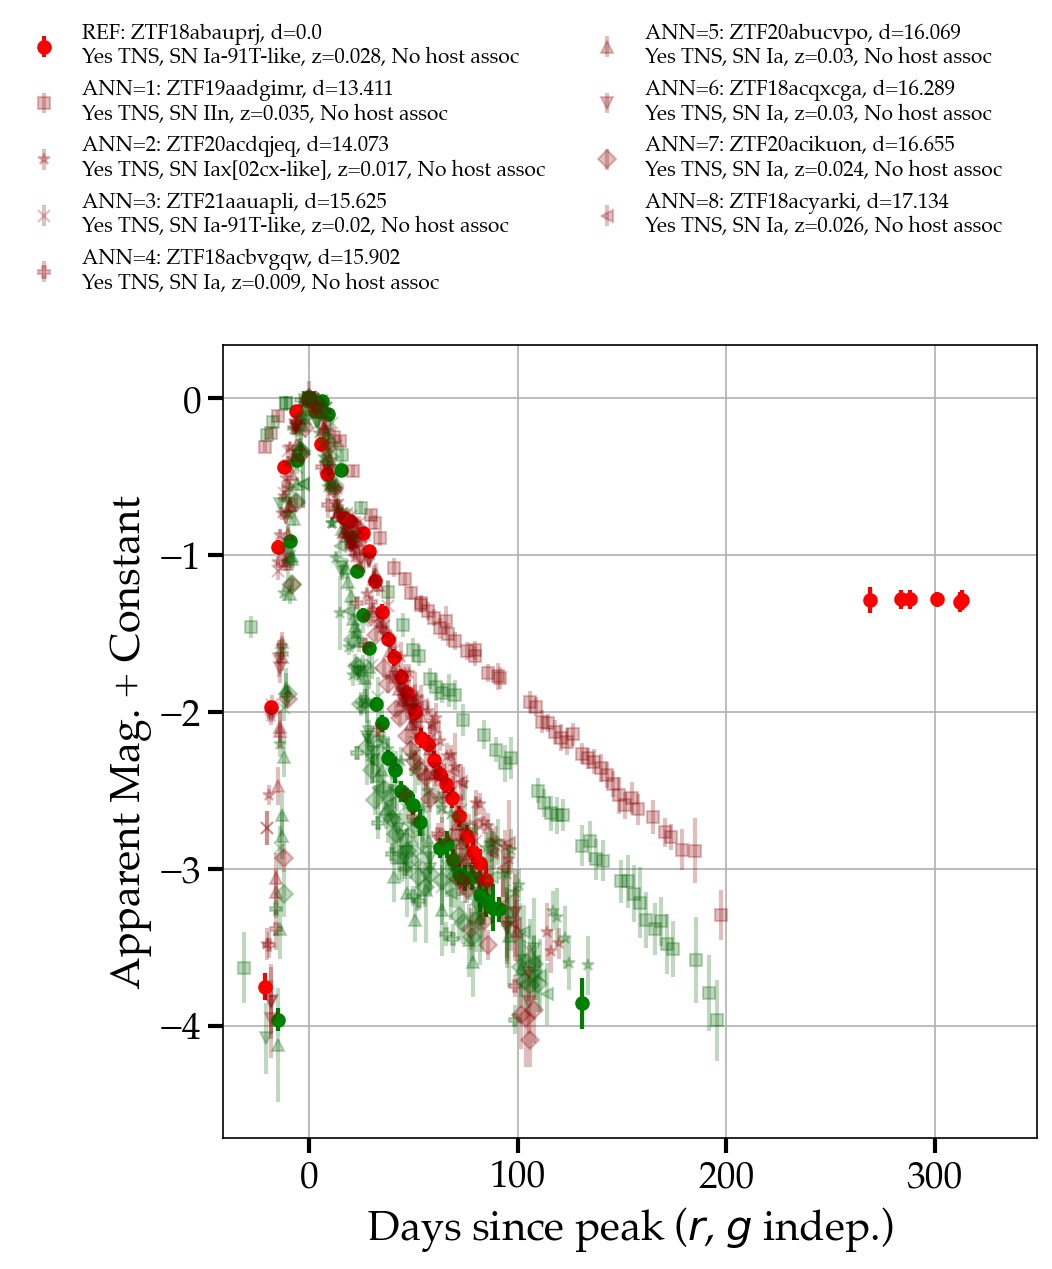 REF: ZTF18abauprj, d=0.0
Yes TNS, SN Ia-91T-like, z=0.028, No host assoc
ANN=1: ZTF19aadgimr, d=13.411
Yes TNS, SN IIn, z=0.035, No host assoc
ANN=2: ZTF20acdqjeq, d=14.073
Yes TNS, SN Iax[02cx-like], z=0.017, No host assoc
ANN=3: ZTF21aauapli, d=15.625
Yes TNS, SN Ia-91T-like, z=0.02, No host assoc
ANN=4: ZTF18acbvgqw, d=15.902
Yes TNS, SN Ia, z=0.009, No host assoc
ANN=5: ZTF20abucvpo, d=16.069
Yes TNS, SN Ia, z=0.03, No host assoc
ANN=6: ZTF18acqxcga, d=16.289
Yes TNS, SN Ia, z=0.03, No host assoc
ANN=7: ZTF20acikuon, d=16.655
Yes TNS, SN Ia, z=0.024, No host assoc
ANN=8: ZTF18acyarki, d=17.134
Yes TNS, SN Ia, z=0.026, No host assoc
Apparent Mag. + Constant
0
−1
−2
−3
−4
0 100 200 300
Days since peak (r, g indep.)